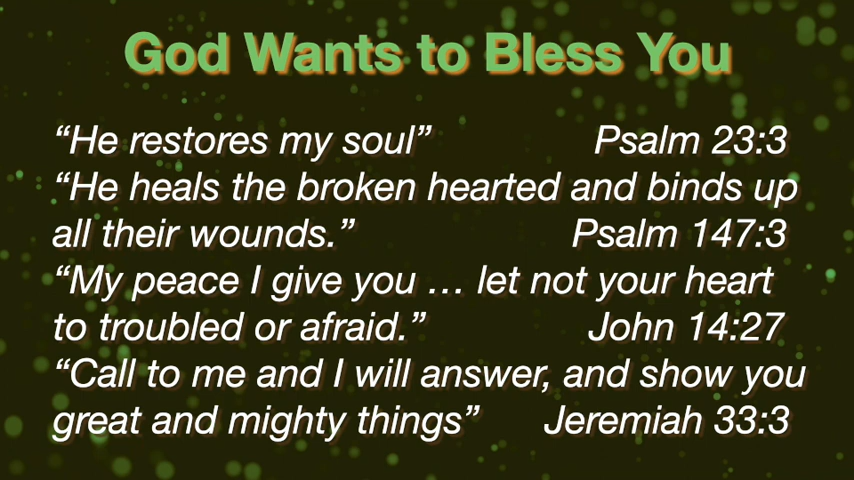 God Wants to Bless You
“He restores my soul” Psalm 23:3
“He heals the broken hearted and binds up
all their wounds.” Psalm 147:3
“My peace I give you … let not your heart
to troubled or afraid.” John 14:27
“Call to me and I will answer, and show you
great and mighty things” Jeremiah 33:3